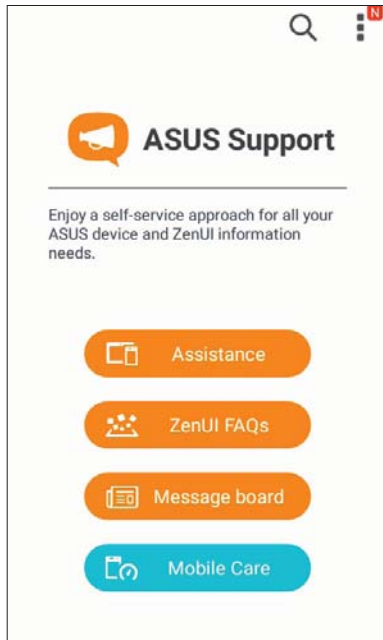 N
ASUS Support
Enjoy a self-service approach for all your
ASUS device and ZenUI information
needs.
Assistance
ZenUI FAQs
Message board
Mobile Care